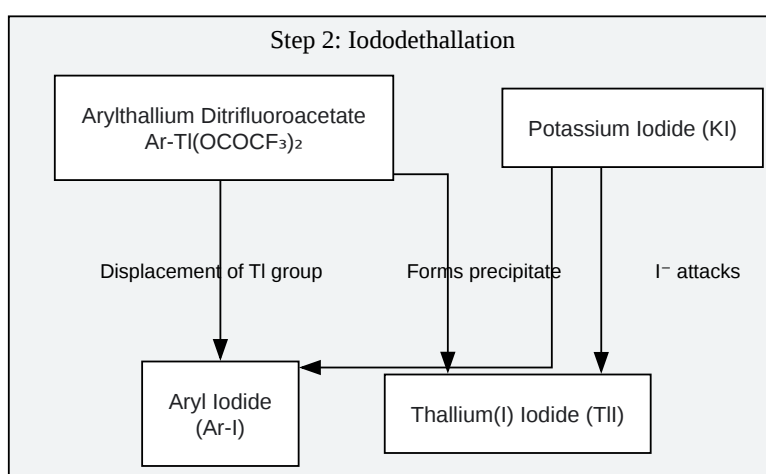 Step 2: Iododethallation
Arylthallium Ditrifluoroacetate
Ar-Tl(OCOCF₃)₂
Potassium Iodide (KI)
Displacement of Tl group
Forms precipitate
I⁻ attacks
Aryl Iodide
(Ar-I)
Thallium(I) Iodide (TlI)